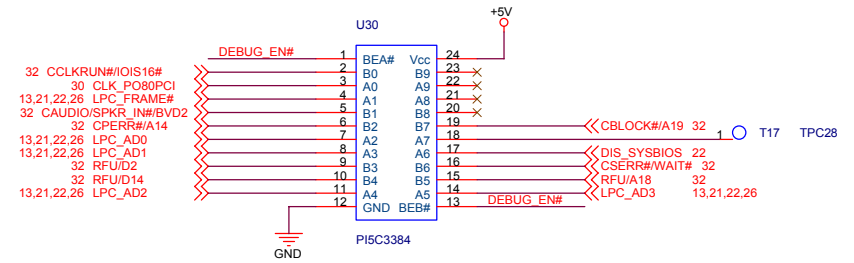 +5V
U30
DEBUG_EN# 1 BEA# Vcc 24
32 CCLKRUN#/IOIS16# 2 B0 B9 23
30 CLK_PO80PCI 3 A0 A9 22
13,21,22,26 LPC_FRAME# 4 A1 A8 21
32 CAUDIO/SPKR_IN#/BVD2 5 B1 B8 20
32 CPERR#/A14 6 B2 B7 19 CBLOCK#/A19 32
13,21,22,26 LPC_AD0 7 A2 A7 18 1 T17 TPC28
13,21,22,26 LPC_AD1 8 A3 A6 17 DIS_SYSBIOS 22
32 RFU/D2 9 B3 B6 16 CSERR#/WAIT# 32
32 RFU/D14 10 B4 B5 15 RFU/A18 32
13,21,22,26 LPC_AD2 11 A4 A5 14 LPC_AD3 13,21,22,26
12 GND BEB# 13 DEBUG_EN#
PI5C3384
GND